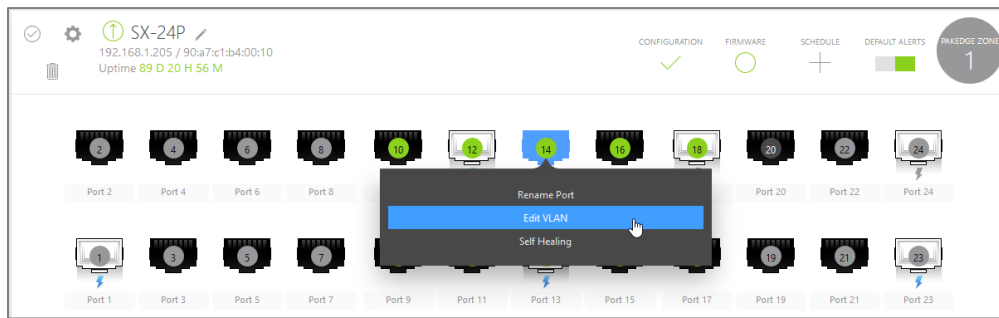 SX-24P
192.168.1.205 / 90:a7:c1:b4:00:10
Uptime 89 D 20 H 56 M
CONFIGURATION FIRMWARE SCHEDULE DEFAULT ALERTS
PAKEDGE ZONE
1
2 4 6 8 10 12 14 16 18 20 22 24
Port 2 Port 4 Port 6 Port 8 Port 20 Port 22 Port 24
Rename Port
Edit VLAN
Self Healing
1 3 5 7 19 21 23
Port 1 Port 3 Port 5 Port 7 Port 9 Port 11 Port 13 Port 15 Port 17 Port 19 Port 21 Port 23